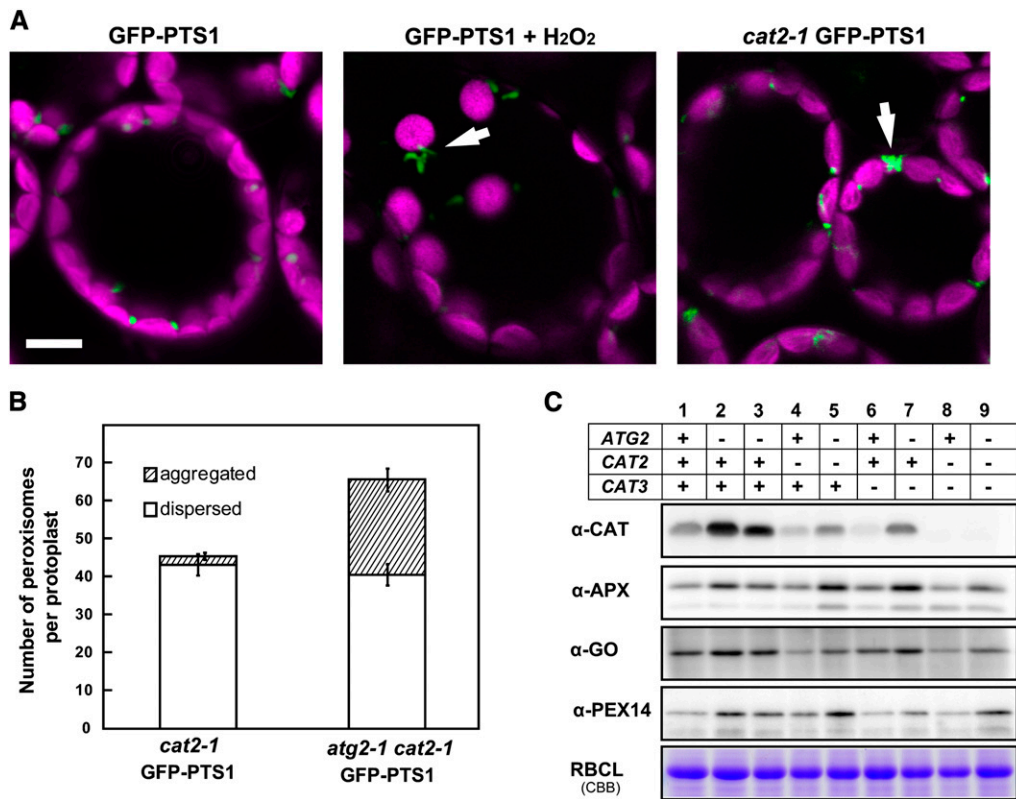 A
GFP-PTS1
GFP-PTS1 + H2O2
cat2-1 GFP-PTS1
B
Number of peroxisomes
per protoplast
70
60
50
40
30
20
10
0
aggregated
dispersed
cat2-1
GFP-PTS1
atg2-1 cat2-1
GFP-PTS1
C
1 2 3 4 5 6 7 8 9
ATG2 + - - + - + - + -
CAT2 + + + - - + + - -
CAT3 + + + + + - - - -
α-CAT
α-APX
α-GO
α-PEX14
RBCL
(CBB)